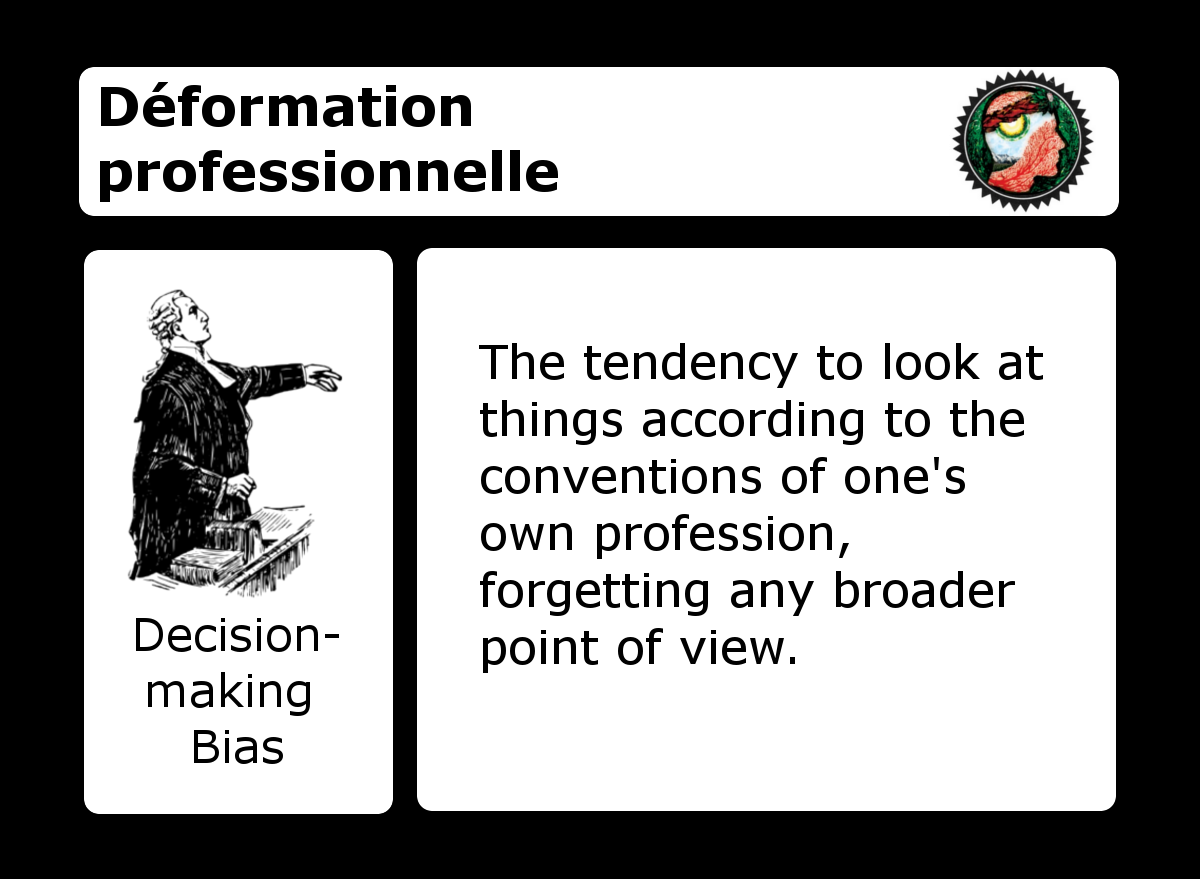 Déformation
professionnelle
Decision-
making
Bias
The tendency to look at
things according to the
conventions of one's
own profession,
forgetting any broader
point of view.